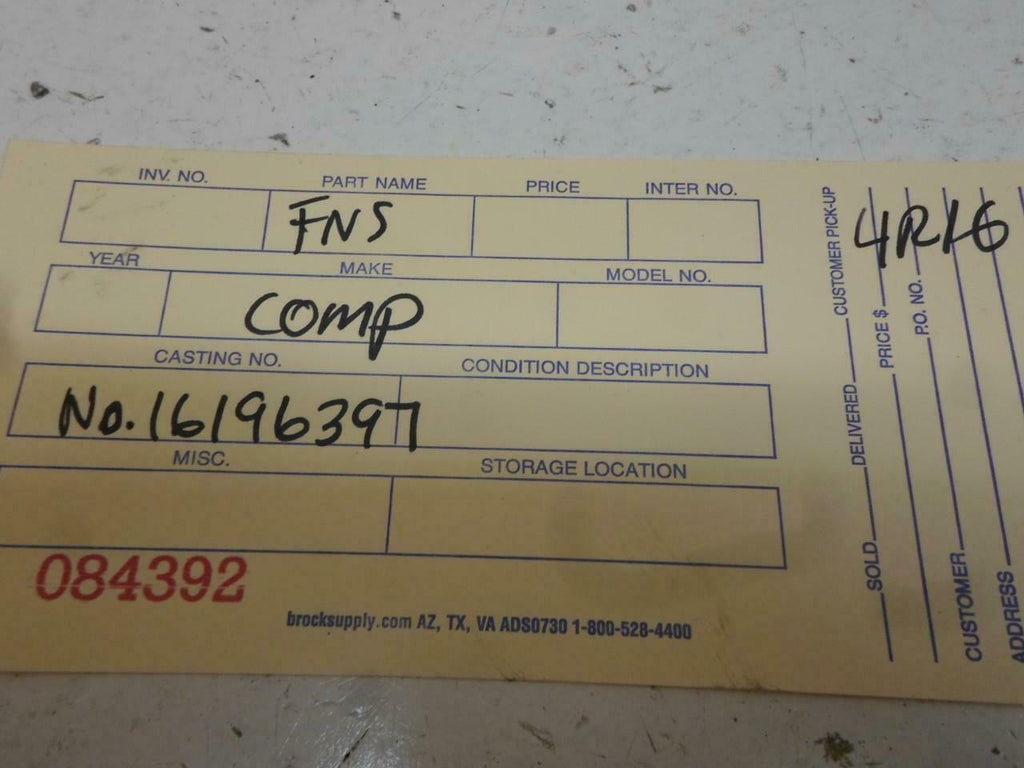 INV. NO. PART NAME PRICE INTER NO.
FNS
YEAR MAKE MODEL NO.
COMP
CASTING NO. CONDITION DESCRIPTION
No. 16196397
MISC. STORAGE LOCATION
084392
brocksupply.com AZ, TX, VA ADS0730 1-800-528-4400
4R16
SOLD DELIVERED CUSTOMER PICK-UP
PRICE $
P.O. NO.
CUSTOMER
ADDRESS